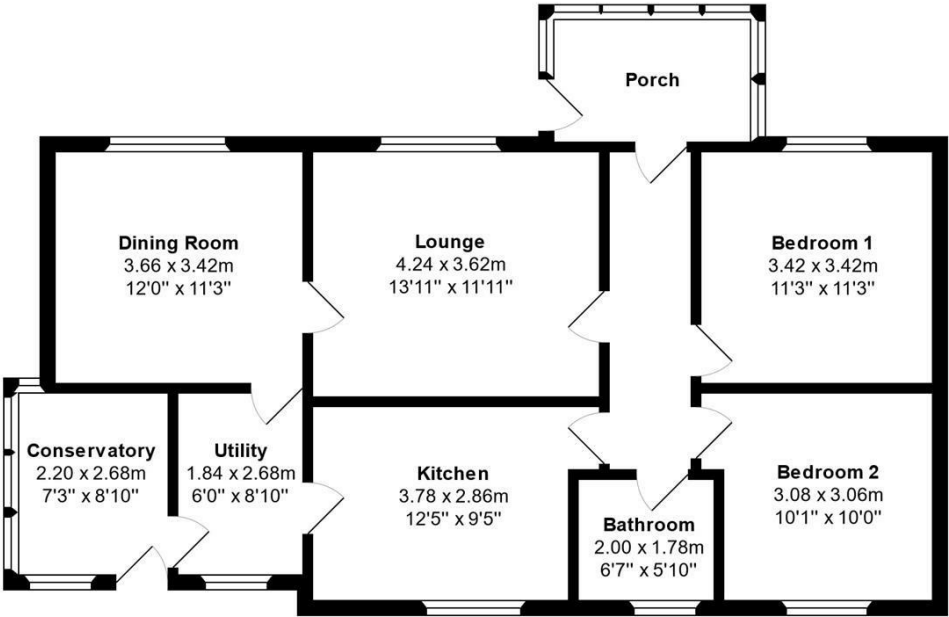 Porch
Dining Room
3.66 x 3.42m
12'0" x 11'3"
Lounge
4.24 x 3.62m
13'11" x 11'11"
Bedroom 1
3.42 x 3.42m
11'3" x 11'3"
Conservatory
2.20 x 2.68m
7'3" x 8'10"
Utility
1.84 x 2.68m
6'0" x 8'10"
Kitchen
3.78 x 2.86m
12'5" x 9'5"
Bathroom
2.00 x 1.78m
6'7" x 5'10"
Bedroom 2
3.08 x 3.06m
10'1" x 10'0"